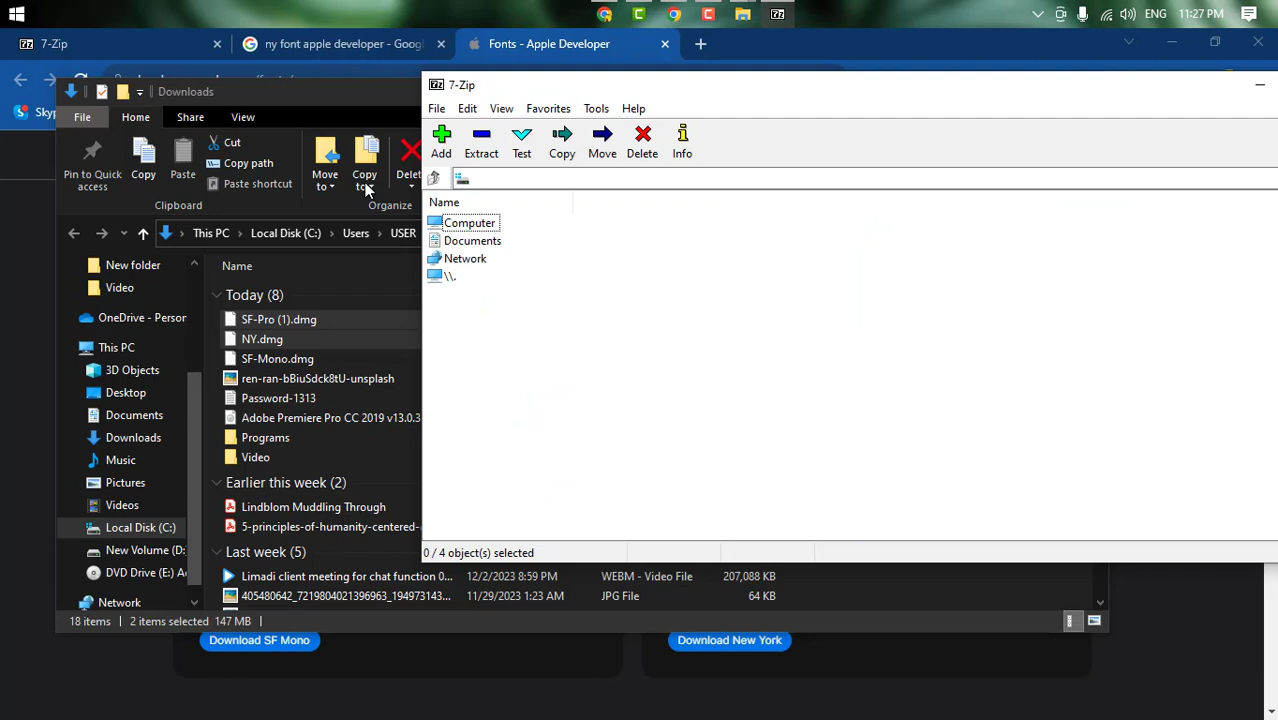 ENG 11:27 PM
7-Zip
ny font apple developer - Googl
Fonts - Apple Developer
Skyp
Downloads
File Home Share View
Pin to Quick access
Copy
Paste
Cut
Copy path
Paste shortcut
Move to
Copy to
Delet
Clipboard
Organize
This PC Local Disk (C:) Users USER
New folder
Video
OneDrive - Person
This PC
3D Objects
Desktop
Documents
Downloads
Music
Pictures
Videos
Local Disk (C:)
New Volume (D:)
DVD Drive (E:) Ad
Network
Name
Today (8)
SF-Pro (1).dmg
NY.dmg
SF-Mono.dmg
ren-ran-bBiuSdck8tU-unsplash
Password-1313
Adobe Premiere Pro CC 2019 v13.0.3
Programs
Video
Earlier this week (2)
Lindblom Muddling Through
5-principles-of-humanity-centered-
Last week (5)
Limadi client meeting for chat function 0... 12/2/2023 8:59 PM WEBM - Video File 207,088 KB
405480642_7219804021396963_194973143... 11/29/2023 1:23 AM JPG File 64 KB
18 items 2 items selected 147 MB
7-Zip
File Edit View Favorites Tools Help
Add Extract Test Copy Move Delete Info
Name
Computer
Documents
Network
\\.
0 / 4 object(s) selected
Download SF Mono
Download New York